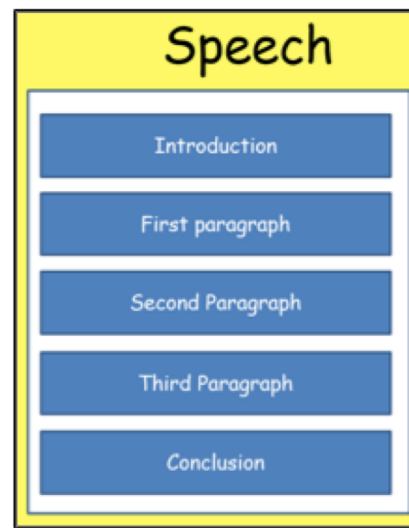 Speech
Introduction
First paragraph
Second Paragraph
Third Paragraph
Conclusion